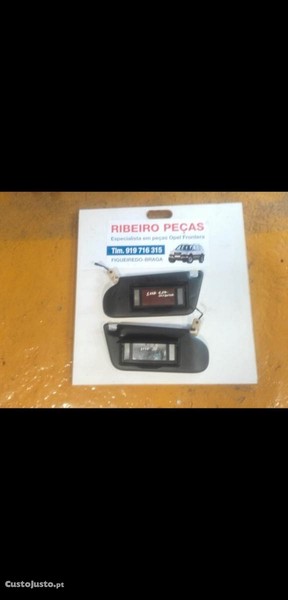 RIBEIRO PEÇAS
Especialista em peças Opel Frontera
Tlm. 919 716 315
FIGUEIREDO-BRAGA
CustoJusto.pt